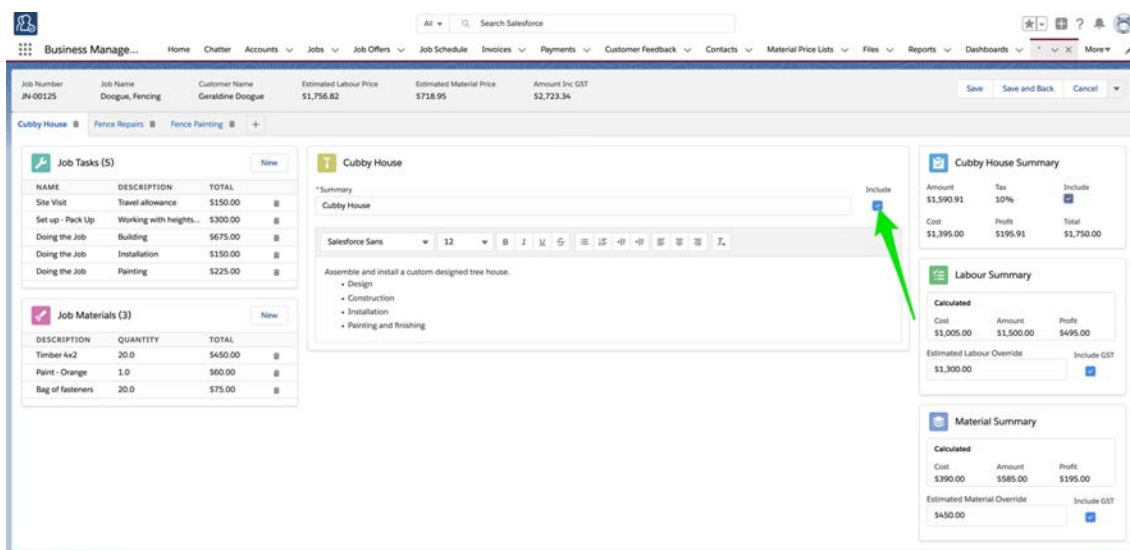 All Search Salesforce
Business Manage... Home Chatter Accounts Jobs Job Offers Job Schedule Invoices Payments Customer Feedback Contacts Material Price Lists Files Reports Dashboards * More
Job Number Job Name Customer Name Estimated Labour Price Estimated Material Price Amount Inc GST
JN-00125 Doogue, Fencing Geraldine Doogue $1,756.82 $718.95 $2,723.34
Save Save and Back Cancel
Cubby House Fence Repairs Fence Painting +
Job Tasks (5) New
NAME DESCRIPTION TOTAL
Site Visit Travel allowance $150.00
Set up - Pack Up Working with heights... $300.00
Doing the Job Building $675.00
Doing the Job Installation $150.00
Doing the Job Painting $225.00
Job Materials (3) New
DESCRIPTION QUANTITY TOTAL
Timber 4x2 20.0 $450.00
Paint - Orange 1.0 $60.00
Bag of fasteners 20.0 $75.00
Cubby House
*Summary Include
Cubby House
Salesforce Sans 12 B I U S
Assemble and install a custom designed tree house.
• Design
• Construction
• Installation
• Painting and finishing
Cubby House Summary
Amount Tax Include
$1,590.91 10%
Cost Profit Total
$1,395.00 $195.91 $1,750.00
Labour Summary
Calculated
Cost Amount Profit
$1,005.00 $1,500.00 $495.00
Estimated Labour Override Include GST
$1,300.00
Material Summary
Calculated
Cost Amount Profit
$390.00 $585.00 $195.00
Estimated Material Override Include GST
$450.00